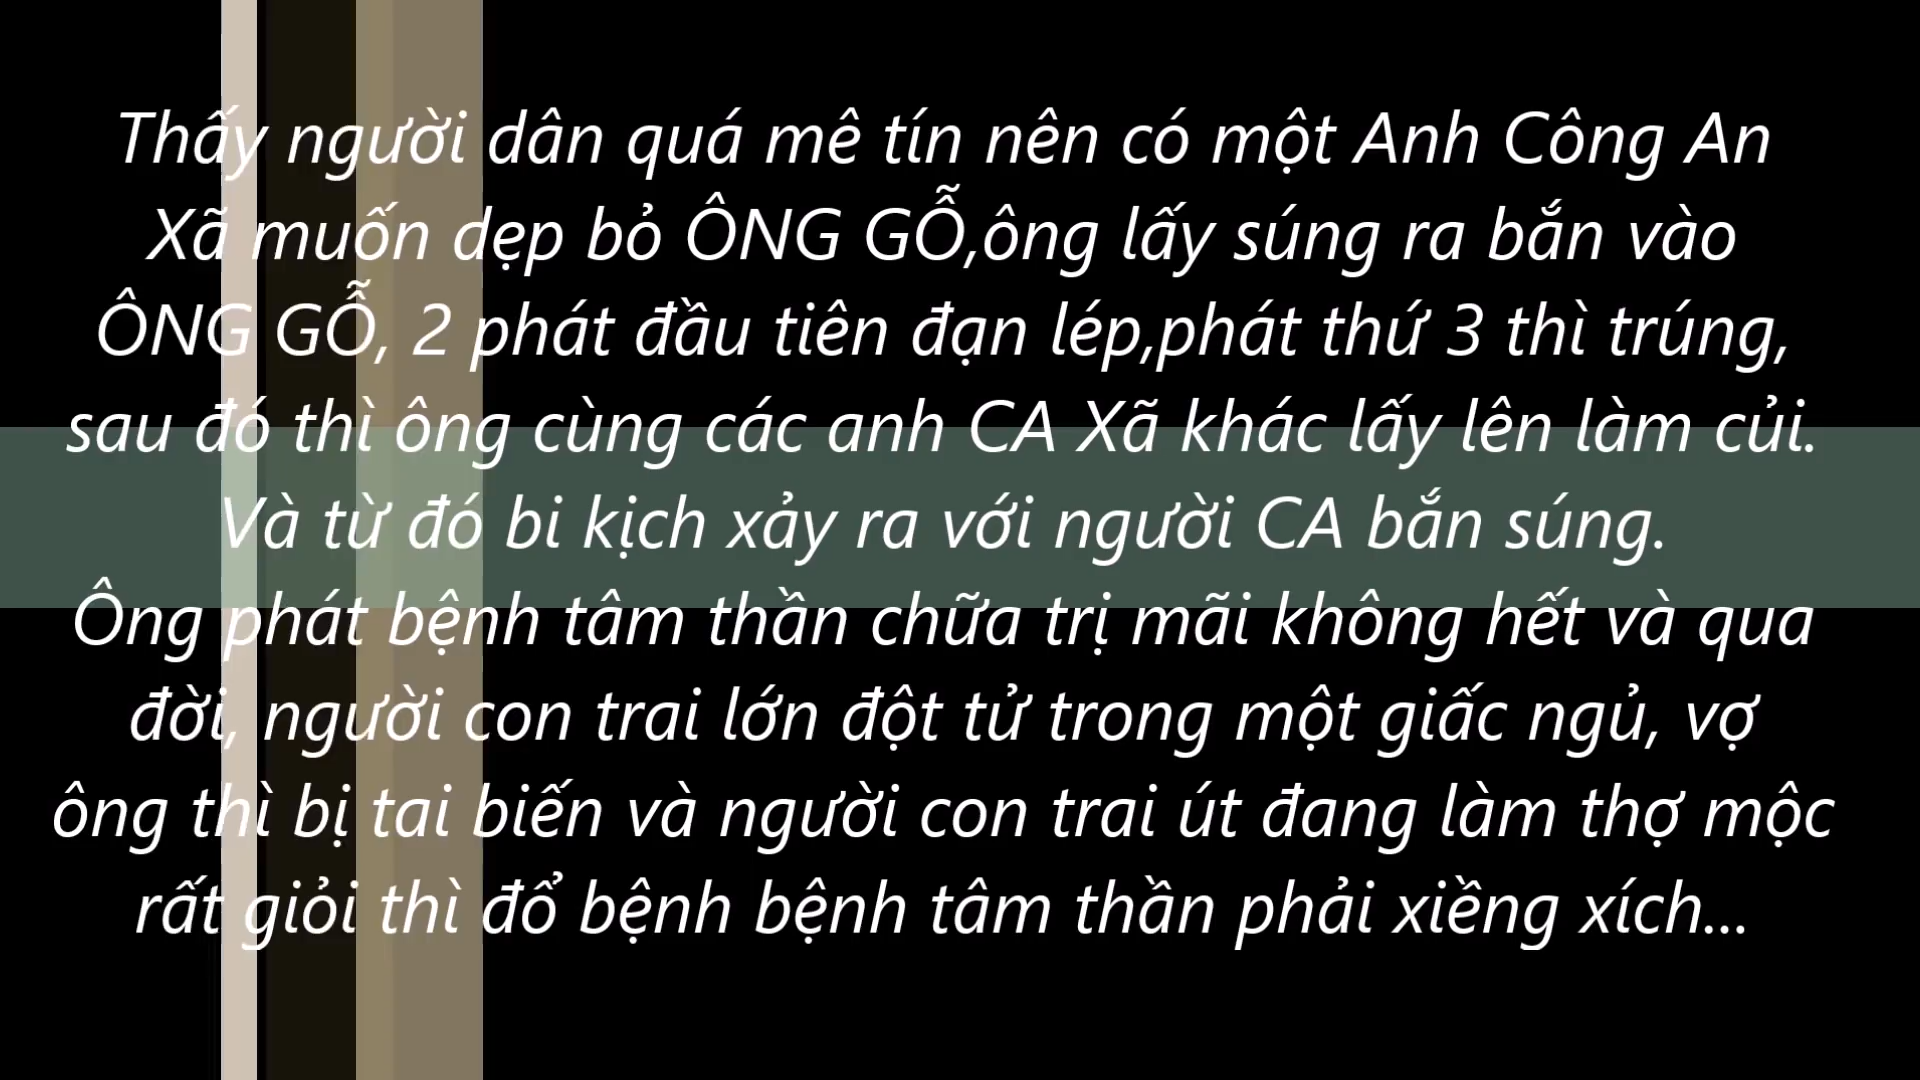 Thấy người dân quá mê tín nên có một Anh Công An
Xã muốn dẹp bỏ ÔNG GỖ,ông lấy súng ra bắn vào
ÔNG GỖ, 2 phát đầu tiên đạn lép,phát thứ 3 thì trúng,
sau đó thì ông cùng các anh CA Xã khác lấy lên làm củi.
Và từ đó bi kịch xảy ra với người CA bắn súng.
Ông phát bệnh tâm thần chữa trị mãi không hết và qua
đời, người con trai lớn đột tử trong một giấc ngủ, vợ
ông thì bị tai biến và người con trai út đang làm thợ mộc
rất giỏi thì đổ bệnh bệnh tâm thần phải xiềng xích...